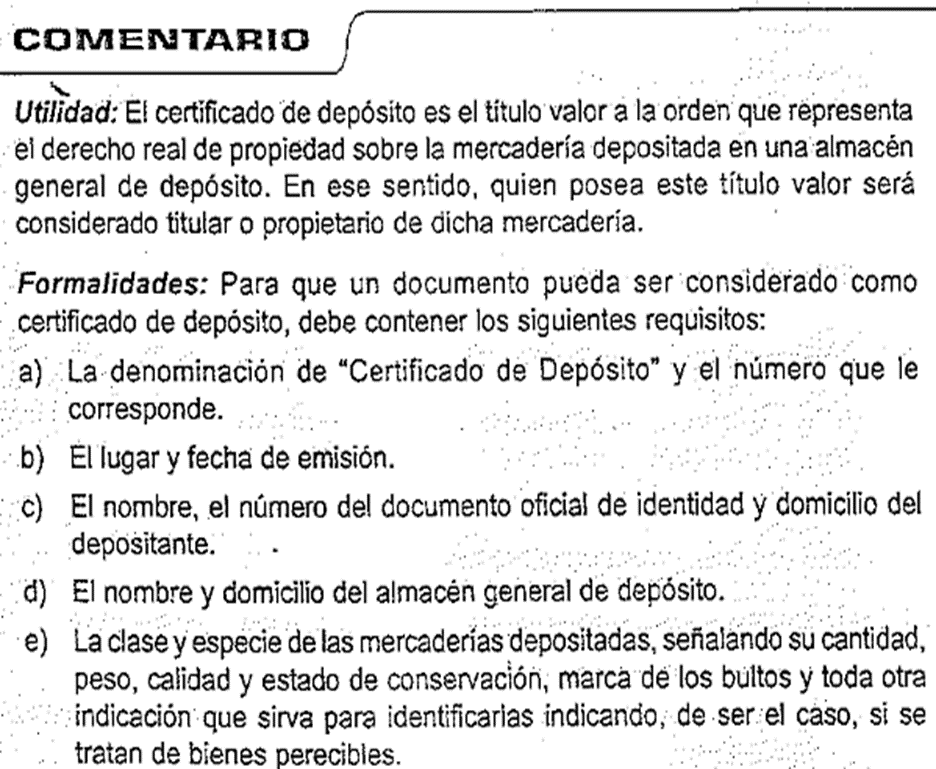 COMENTARIO
Utilidad: El certificado de depósito es el título valor a la orden que representa
el derecho real de propiedad sobre la mercadería depositada en una almacén
general de depósito. En ese sentido, quien posea este título valor será
considerado titular o propietario de dicha mercadería.
Formalidades: Para que un documento pueda ser considerado como
certificado de depósito, debe contener los siguientes requisitos:
a) La denominación de “Certificado de Depósito” y el número que le
corresponde.
b) El lugar y fecha de emisión.
c) El nombre, el número del documento oficial de identidad y domicilio del
depositante.
d) El nombre y domicilio del almacén general de depósito.
e) La clase y especie de las mercaderías depositadas, señalando su cantidad,
peso, calidad y estado de conservación, marca de los bultos y toda otra
indicación que sirva para identificarlas indicando, de ser el caso, si se
tratan de bienes perecibles.